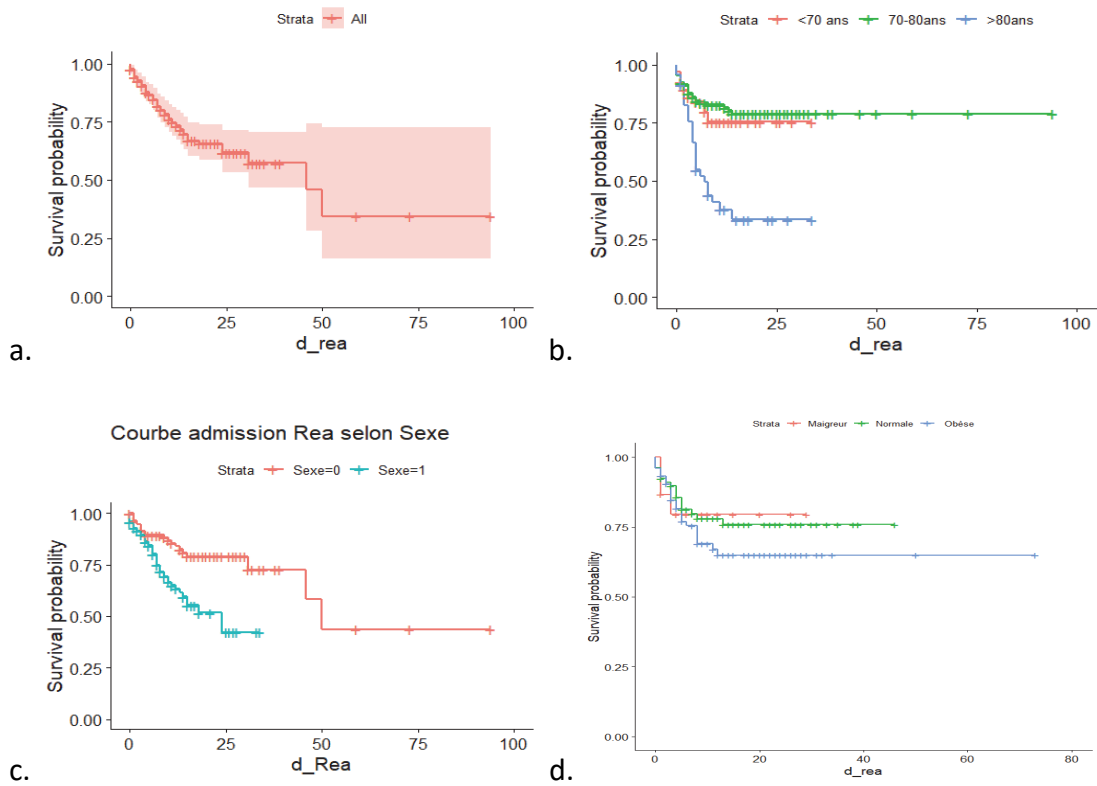 Strata All
Survival probability
1.00
0.75
0.50
0.25
0.00
0 25 50 75 100
d_rea
a.
Strata <70 ans 70-80ans >80ans
Survival probability
1.00
0.75
0.50
0.25
0.00
0 25 50 75 100
d_rea
b.
Courbe admission Rea selon Sexe
Strata Sexe=0 Sexe=1
Survival probability
1.00
0.75
0.50
0.25
0.00
0 25 50 75 100
d_Rea
c.
Strata Maigreur Normale Obése
Survival probability
1.00
0.75
0.50
0.25
0.00
0 20 40 60 80
d_rea
d.